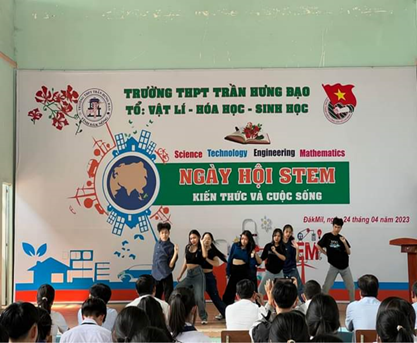 TRƯỜNG THPT TRẦN HƯNG ĐẠO
TỔ: VẬT LÍ - HÓA HỌC - SINH HỌC
Science Technology Engineering Mathematics
NGÀY HỘI STEM
KIẾN THỨC VÀ CUỘC SỐNG
ĐắkMil, ngày 24 tháng 04 năm 2023